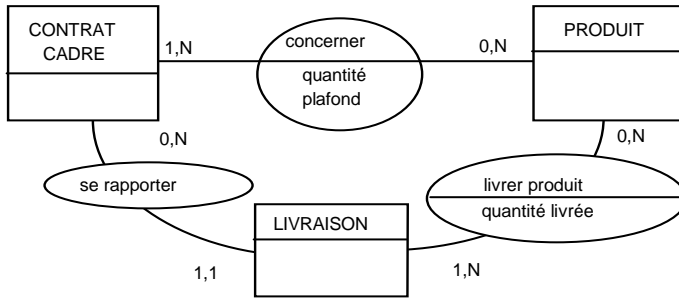 CONTRAT
CADRE
1,N
concerner
quantité
plafond
0,N
PRODUIT
0,N
0,N
se rapporter
livrer produit
quantité livrée
LIVRAISON
1,1
1,N